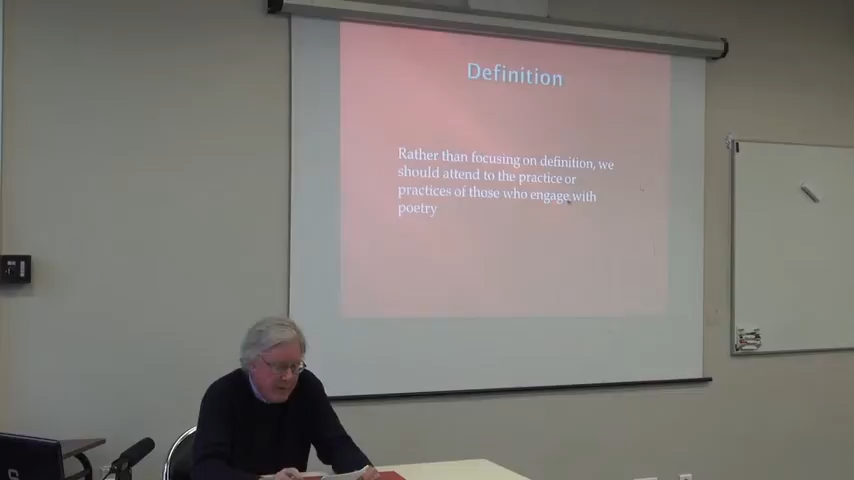 Definition
Rather than focusing on definition, we
should attend to the practice or
practices of those who engage with
poetry